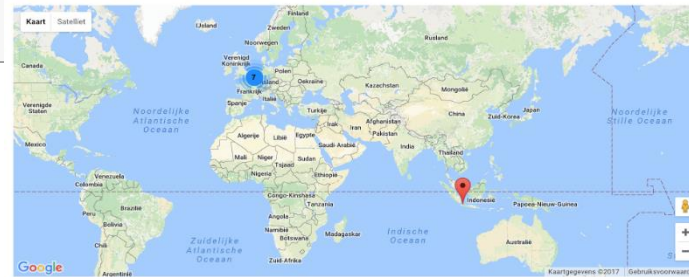 Kaart Satelliet
Finland
IJsland
Zweden
Noorwegen
Rusland
Verenigd
Koninkrijk
Canada
7
Polen
Oekraïne
Frankrijk
Kazachstan
Mongolië
Spanje
Italië
Verenigde
Staten
Noordelijke
Atlantische
Oceaan
Turkije
China
Japan
Zuid-Korea
Noordelijke
Stille Oceaan
Afghanistan
Irak
Iran
Pakistan
Algerije
Libië
Egypte
Saudi-Arabië
India
Mexico
Thailand
Mali
Niger
Tsjaad
Sudan
Nigeria
Ethiopië
Venezuela
Colombia
Congo-Kinshasa
Tanzania
Indonesië
Papoea-Nieuw-Guinea
Peru
Brazilië
Bolivia
Angola
Namibië
Botswana
Madagaskar
Indische
Oceaan
Chili
Zuidelijke
Atlantische
Oceaan
Australië
Zuid-Afrika
Argentinië
Google
Kaartgegevens ©2017 Gebruiksvoorwaar